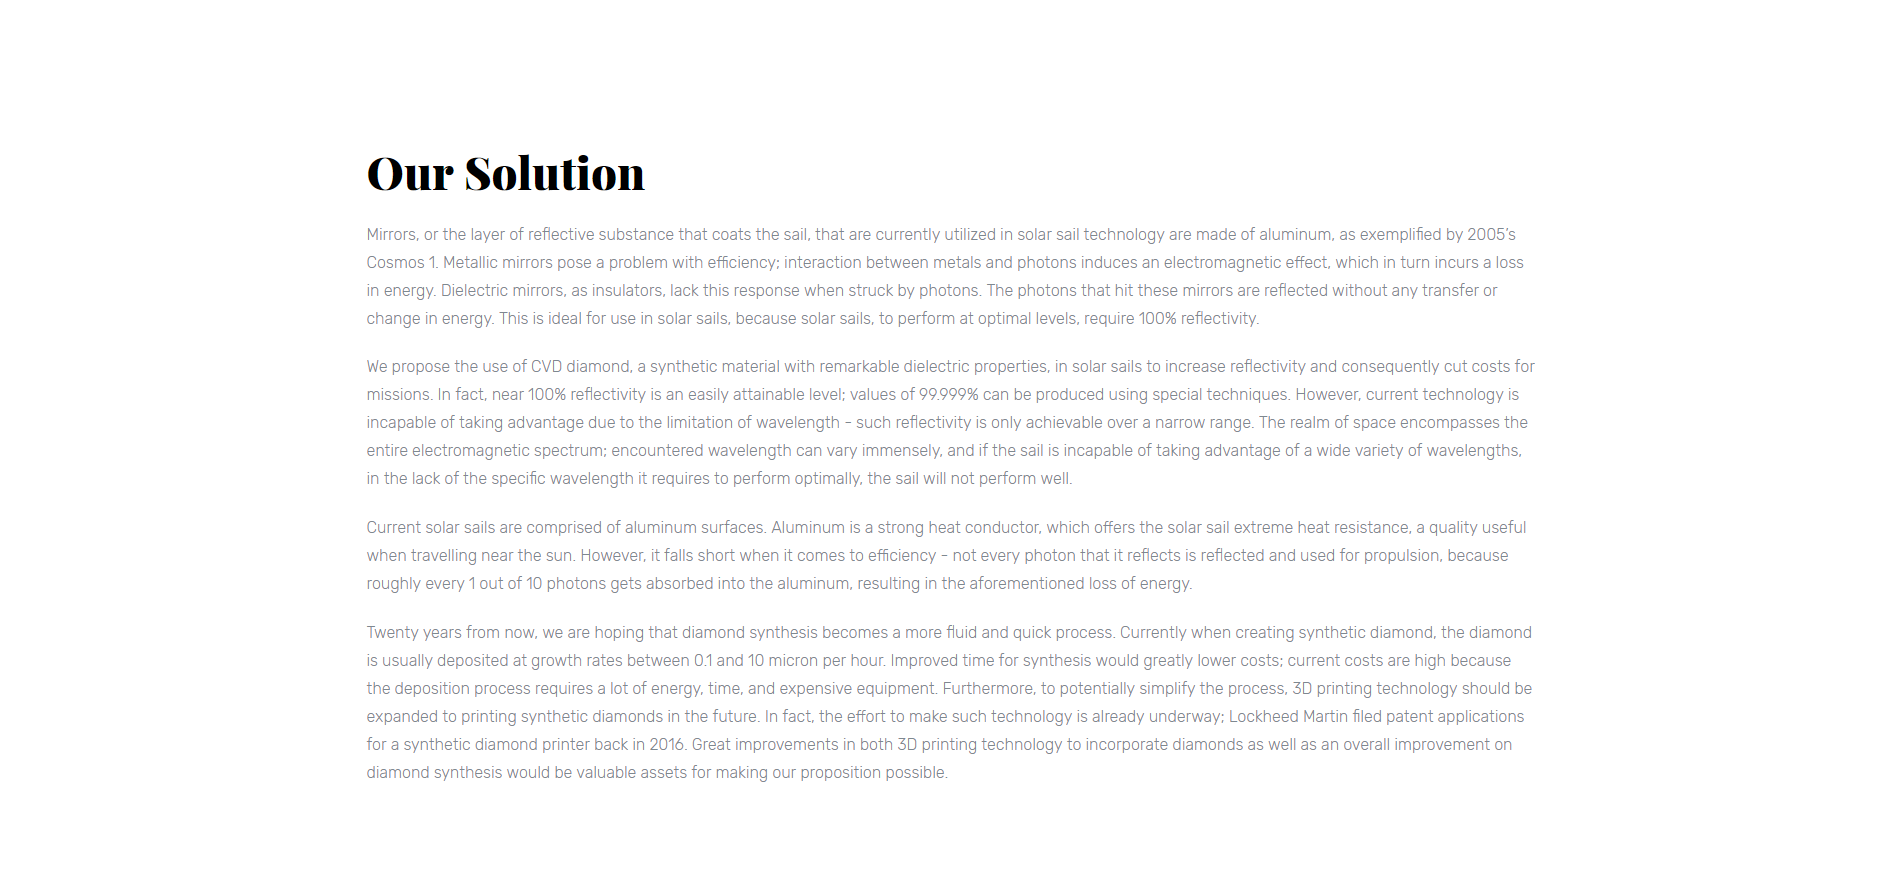 Our Solution
Mirrors, or the layer of reflective substance that coats the sail, that are currently utilized in solar sail technology are made of aluminum, as exemplified by 2005's
Cosmos 1. Metallic mirrors pose a problem with efficiency; interaction between metals and photons induces an electromagnetic effect, which in turn incurs a loss
in energy. Dielectric mirrors, as insulators, lack this response when struck by photons. The photons that hit these mirrors are reflected without any transfer or
change in energy. This is ideal for use in solar sails, because solar sails, to perform at optimal levels, require 100% reflectivity.
We propose the use of CVD diamond, a synthetic material with remarkable dielectric properties, in solar sails to increase reflectivity and consequently cut costs for
missions. In fact, near 100% reflectivity is an easily attainable level; values of 99.999% can be produced using special techniques. However, current technology is
incapable of taking advantage due to the limitation of wavelength - such reflectivity is only achievable over a narrow range. The realm of space encompasses the
entire electromagnetic spectrum; encountered wavelength can vary immensely, and if the sail is incapable of taking advantage of a wide variety of wavelengths,
in the lack of the specific wavelength it requires to perform optimally, the sail will not perform well.
Current solar sails are comprised of aluminum surfaces. Aluminum is a strong heat conductor, which offers the solar sail extreme heat resistance, a quality useful
when travelling near the sun. However, it falls short when it comes to efficiency - not every photon that it reflects is reflected and used for propulsion, because
roughly every 1 out of 10 photons gets absorbed into the aluminum, resulting in the aforementioned loss of energy.
Twenty years from now, we are hoping that diamond synthesis becomes a more fluid and quick process. Currently when creating synthetic diamond, the diamond
is usually deposited at growth rates between 0.1 and 10 micron per hour. Improved time for synthesis would greatly lower costs; current costs are high because
the deposition process requires a lot of energy, time, and expensive equipment. Furthermore, to potentially simplify the process, 3D printing technology should be
expanded to printing synthetic diamonds in the future. In fact, the effort to make such technology is already underway; Lockheed Martin filed patent applications
for a synthetic diamond printer back in 2016. Great improvements in both 3D printing technology to incorporate diamonds as well as an overall improvement on
diamond synthesis would be valuable assets for making our proposition possible.